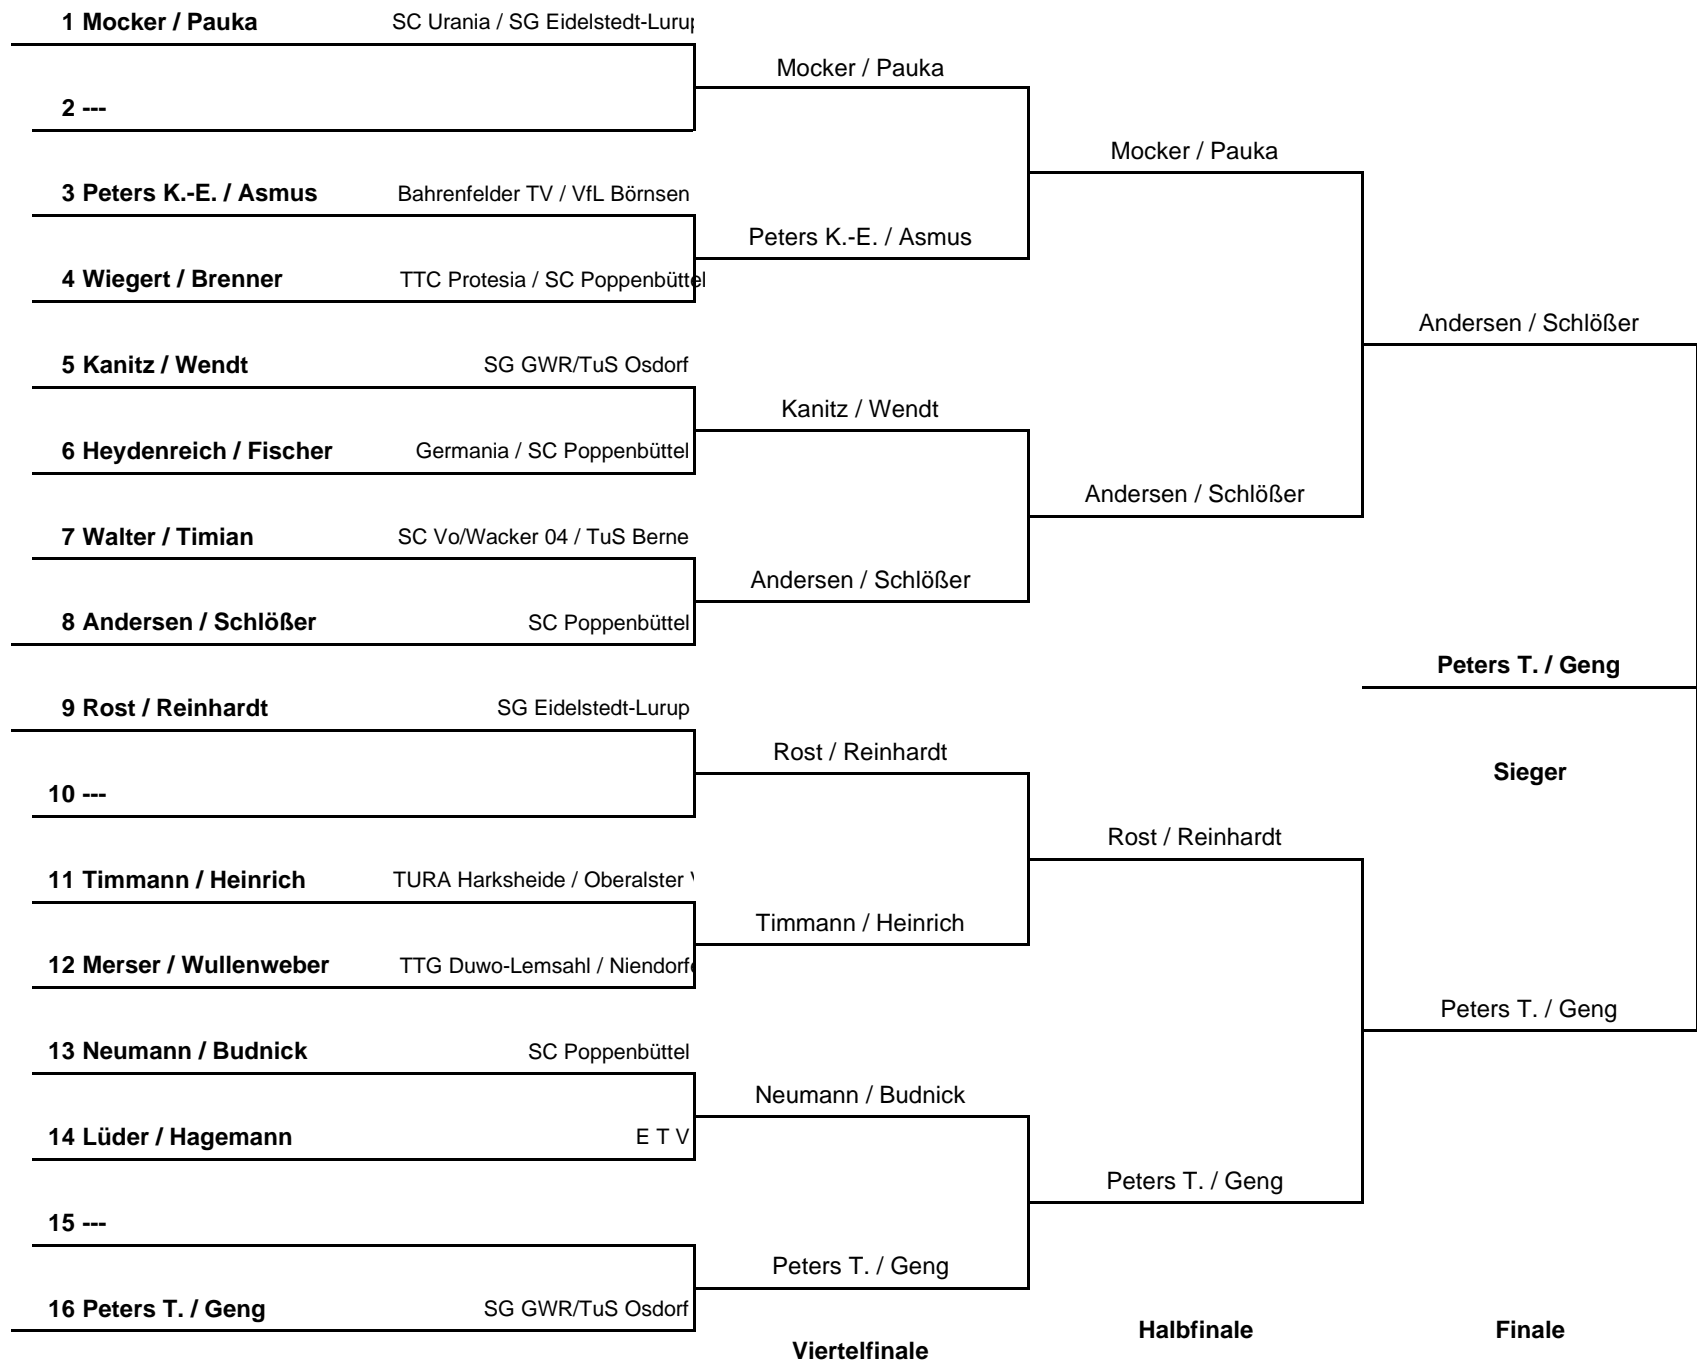 1 Mocker / Pauka SC Urania / SG Eidelstedt-Lurup
Mocker / Pauka
2 ---
Mocker / Pauka
3 Peters K.-E. / Asmus Bahrenfelder TV / VfL Börnsen
Peters K.-E. / Asmus
4 Wiegert / Brenner TTC Protesia / SC Poppenbüttel
Andersen / Schlößer
5 Kanitz / Wendt SG GWR/TuS Osdorf
Kanitz / Wendt
6 Heydenreich / Fischer Germania / SC Poppenbüttel
Andersen / Schlößer
7 Walter / Timian SC Vo/Wacker 04 / TuS Berne
Andersen / Schlößer
8 Andersen / Schlößer SC Poppenbüttel
Peters T. / Geng
9 Rost / Reinhardt SG Eidelstedt-Lurup
Rost / Reinhardt
Sieger
10 ---
Rost / Reinhardt
11 Timmann / Heinrich TURA Harksheide / Oberalster
Timmann / Heinrich
12 Merser / Wullenweber TTG Duwo-Lemsahl / Niendorfe
Peters T. / Geng
13 Neumann / Budnick SC Poppenbüttel
Neumann / Budnick
14 Lüder / Hagemann E T V
Peters T. / Geng
15 ---
Peters T. / Geng
16 Peters T. / Geng SG GWR/TuS Osdorf
Viertelfinale Halbfinale Finale